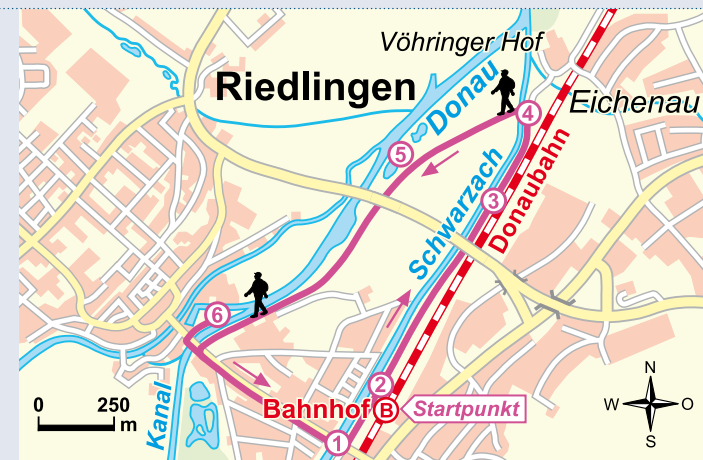 Vöhringer Hof
Riedlingen
Donau
Eichenau
4
5
Schwarzach
3
Donaubahn
6
2
Bahnhof B Startpunkt
1
Kanal
0 250 m
N
W O
S